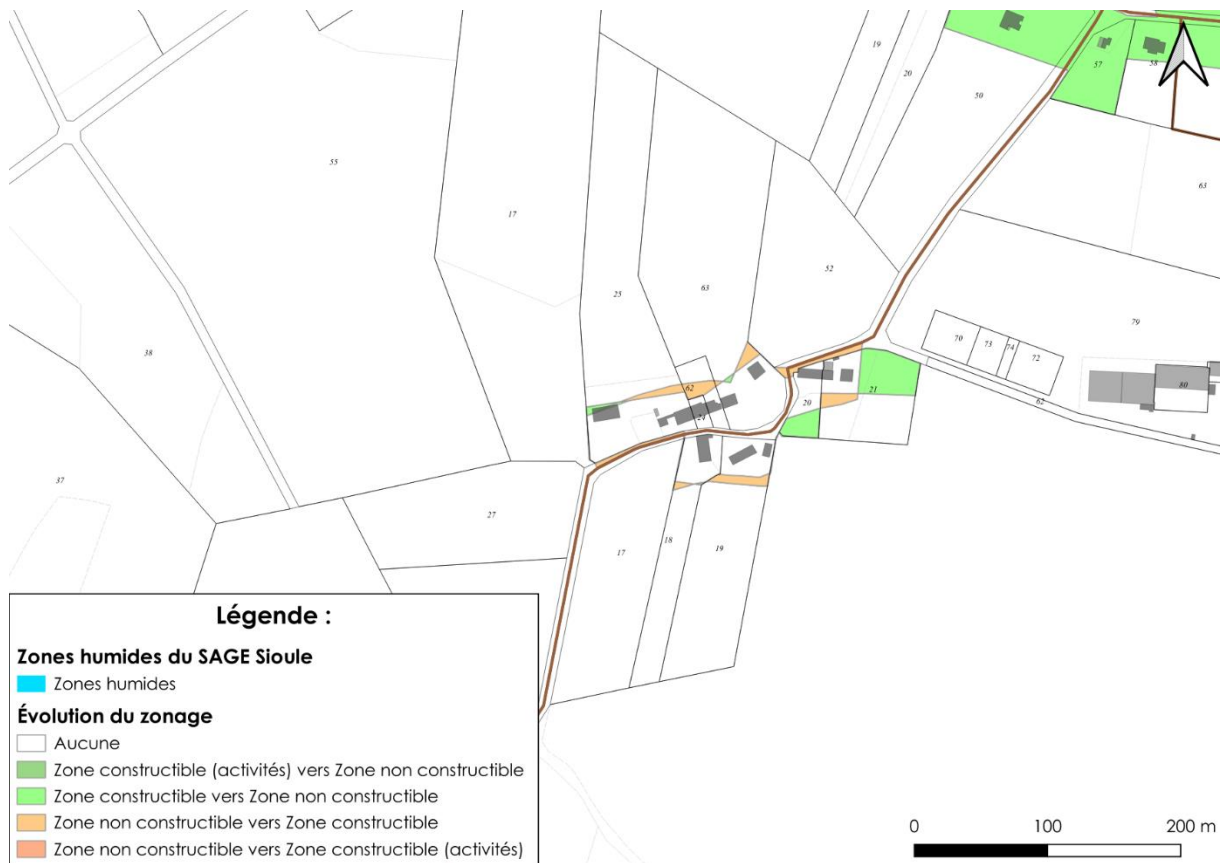 19
20
57
58
50
55
63
17
52
25
63
79
38
70
73
74
72
62
80
21
62
20
24
37
27
17
18
19
Légende :
Zones humides du SAGE Sioule
Zones humides
Évolution du zonage
Aucune
Zone constructible (activités) vers Zone non constructible
Zone constructible vers Zone non constructible
Zone non constructible vers Zone constructible
Zone non constructible vers Zone constructible (activités)
0 100 200 m